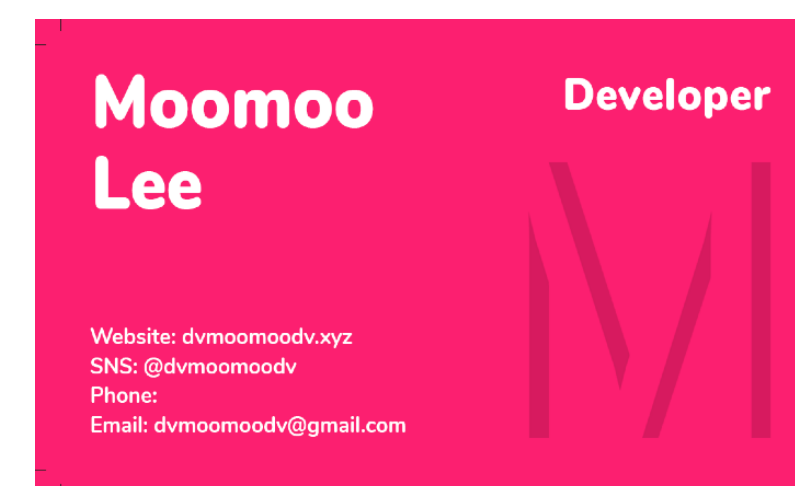 Moomoo
Lee
Developer
M
Website: dvmoomoodv.xyz
SNS: @dvmoomoodv
Phone:
Email: dvmoomoodv@gmail.com